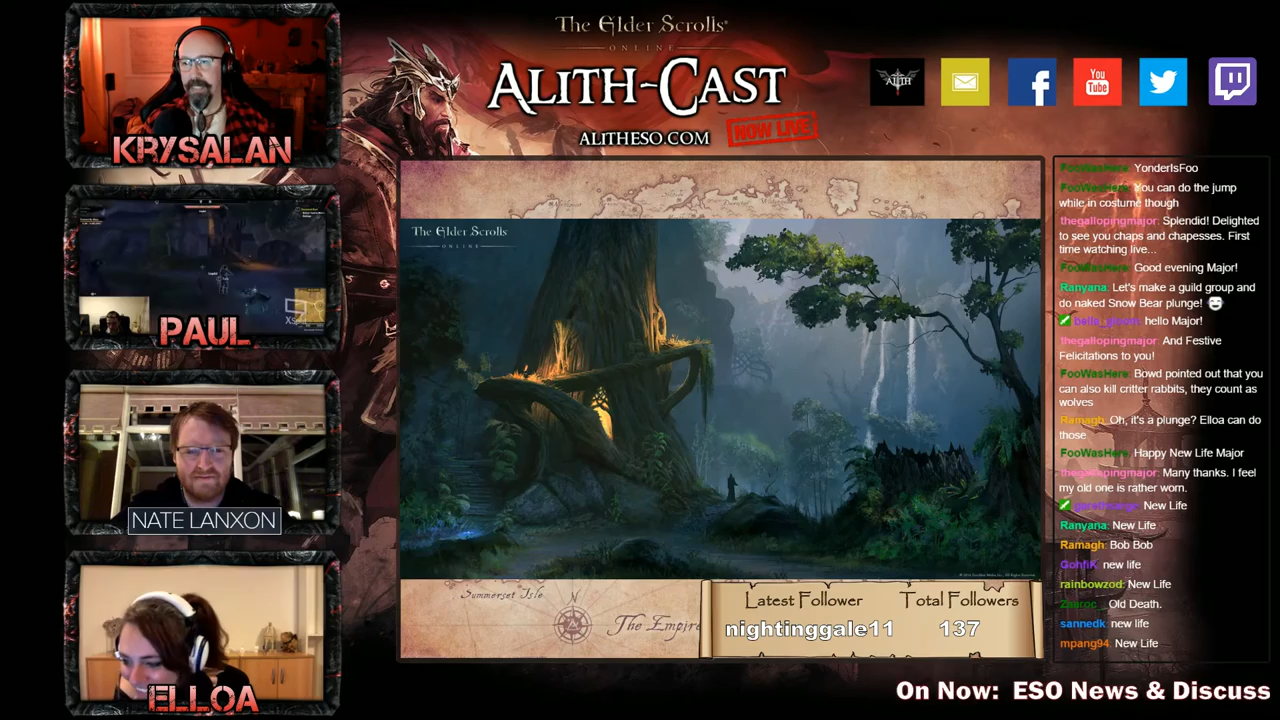 The Elder Scrolls
ONLINE
ALITH-CAST
ALITHESO.COM
NOW LIVE
ALITH
You
Tube
KRYSALAN
PAUL
NATE LANXON
ELLOA
The Elder Scrolls
ONLINE
Summerset Isle
N
The Empire
Latest Follower
nightinggale11
Total Followers
137
FooWasHere: YonderIsFoo
FooWasHere: You can do the jump
while in costume though
thegallopingmajor: Splendid! Delighted
to see you chaps and chapesses. First
time watching live...
FooWasHere: Good evening Major!
Ranyana: Let's make a guild group and
do naked Snow Bear plunge!
hello Major!
thegallopingmajor: And Festive
Felicitations to you!
FooWasHere: Bowd pointed out that you
can also kill critter rabbits, they count as
wolves
Ramagh: Oh, it's a plunge? Elloa can do
those
FooWasHere: Happy New Life Major
thegallopingmajor: Many thanks. I feel
my old one is rather worn.
New Life
Ranyana: New Life
Ramagh: Bob Bob
GohfiK: new life
rainbowzod: New Life
Old Death.
sannedk: new life
mpang94: New Life
On Now: ESO News & Discuss